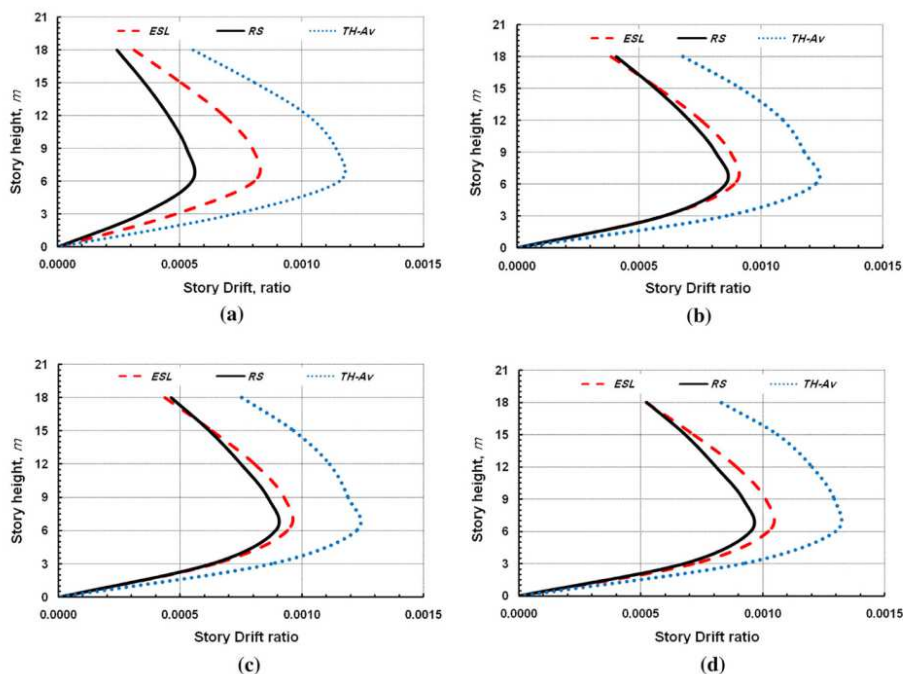 21
ESL RS TH-Av
18
15
12
9
6
3
0
Story height, m
0.0000 0.0005 0.0010 0.0015
Story Drift, ratio
(a)
21
ESL RS TH-Av
18
15
12
9
6
3
0
Story height, m
0.0000 0.0005 0.0010 0.0015
Story Drift ratio
(b)
21
ESL RS TH-Av
18
15
12
9
6
3
0
Story height, m
0.0000 0.0005 0.0010 0.0015
Story Drift ratio
(c)
21
ESL RS TH-Av
18
15
12
9
6
3
0
Story height, m
0.0000 0.0005 0.0010 0.0015
Story Drift ratio
(d)